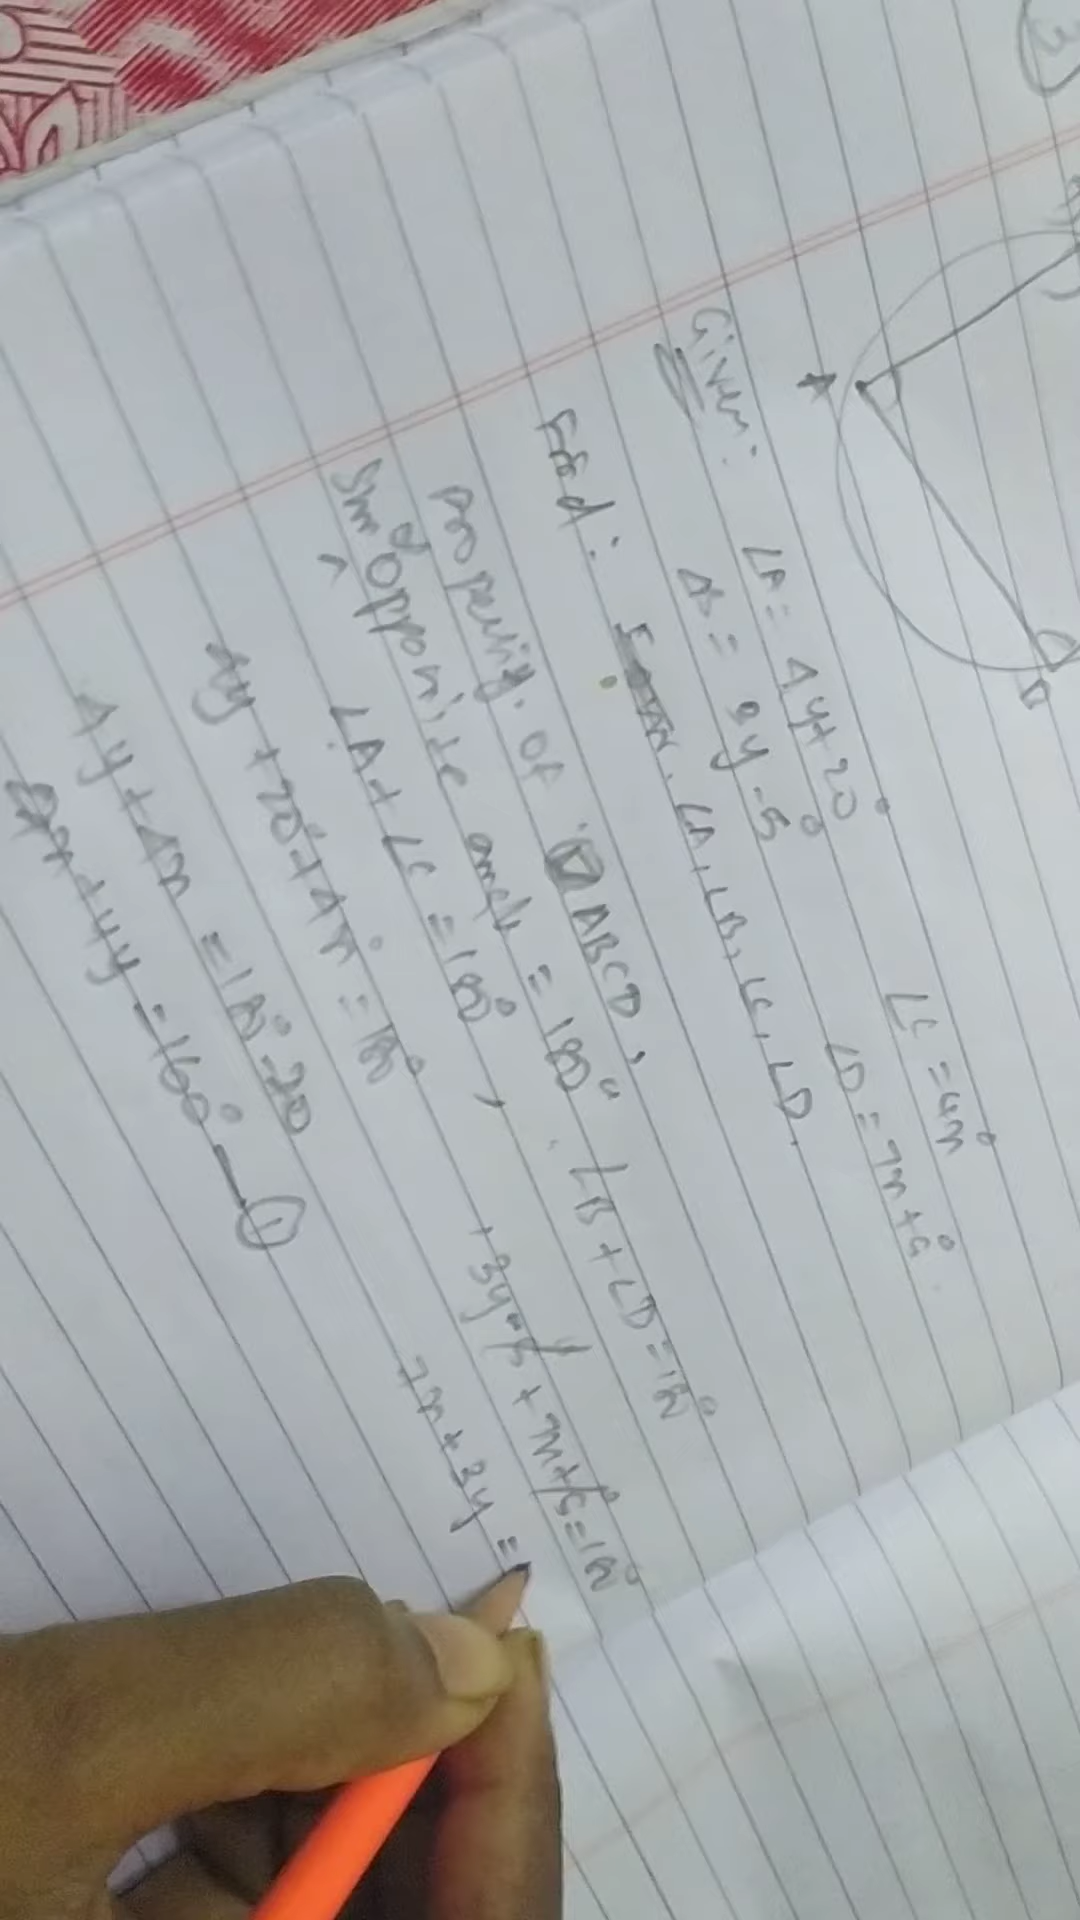 A
D
Given: ∠A = 4y + 20° ∠C = 4x°
∠B = 3y - 5° ∠D = 7x + 5°.
Find: ∠A, ∠B, ∠C, ∠D.
Property of ABCD,
Sum of opposite angle = 180° ∠B + ∠D = 180°
∠A + ∠C = 180°, 3y - 5 + 7x + 5° = 180°
4y + 20° + 4x° = 180° 7x + 3y =
4y + 4x = 180° - 20
4x + 4y = 160° — ①